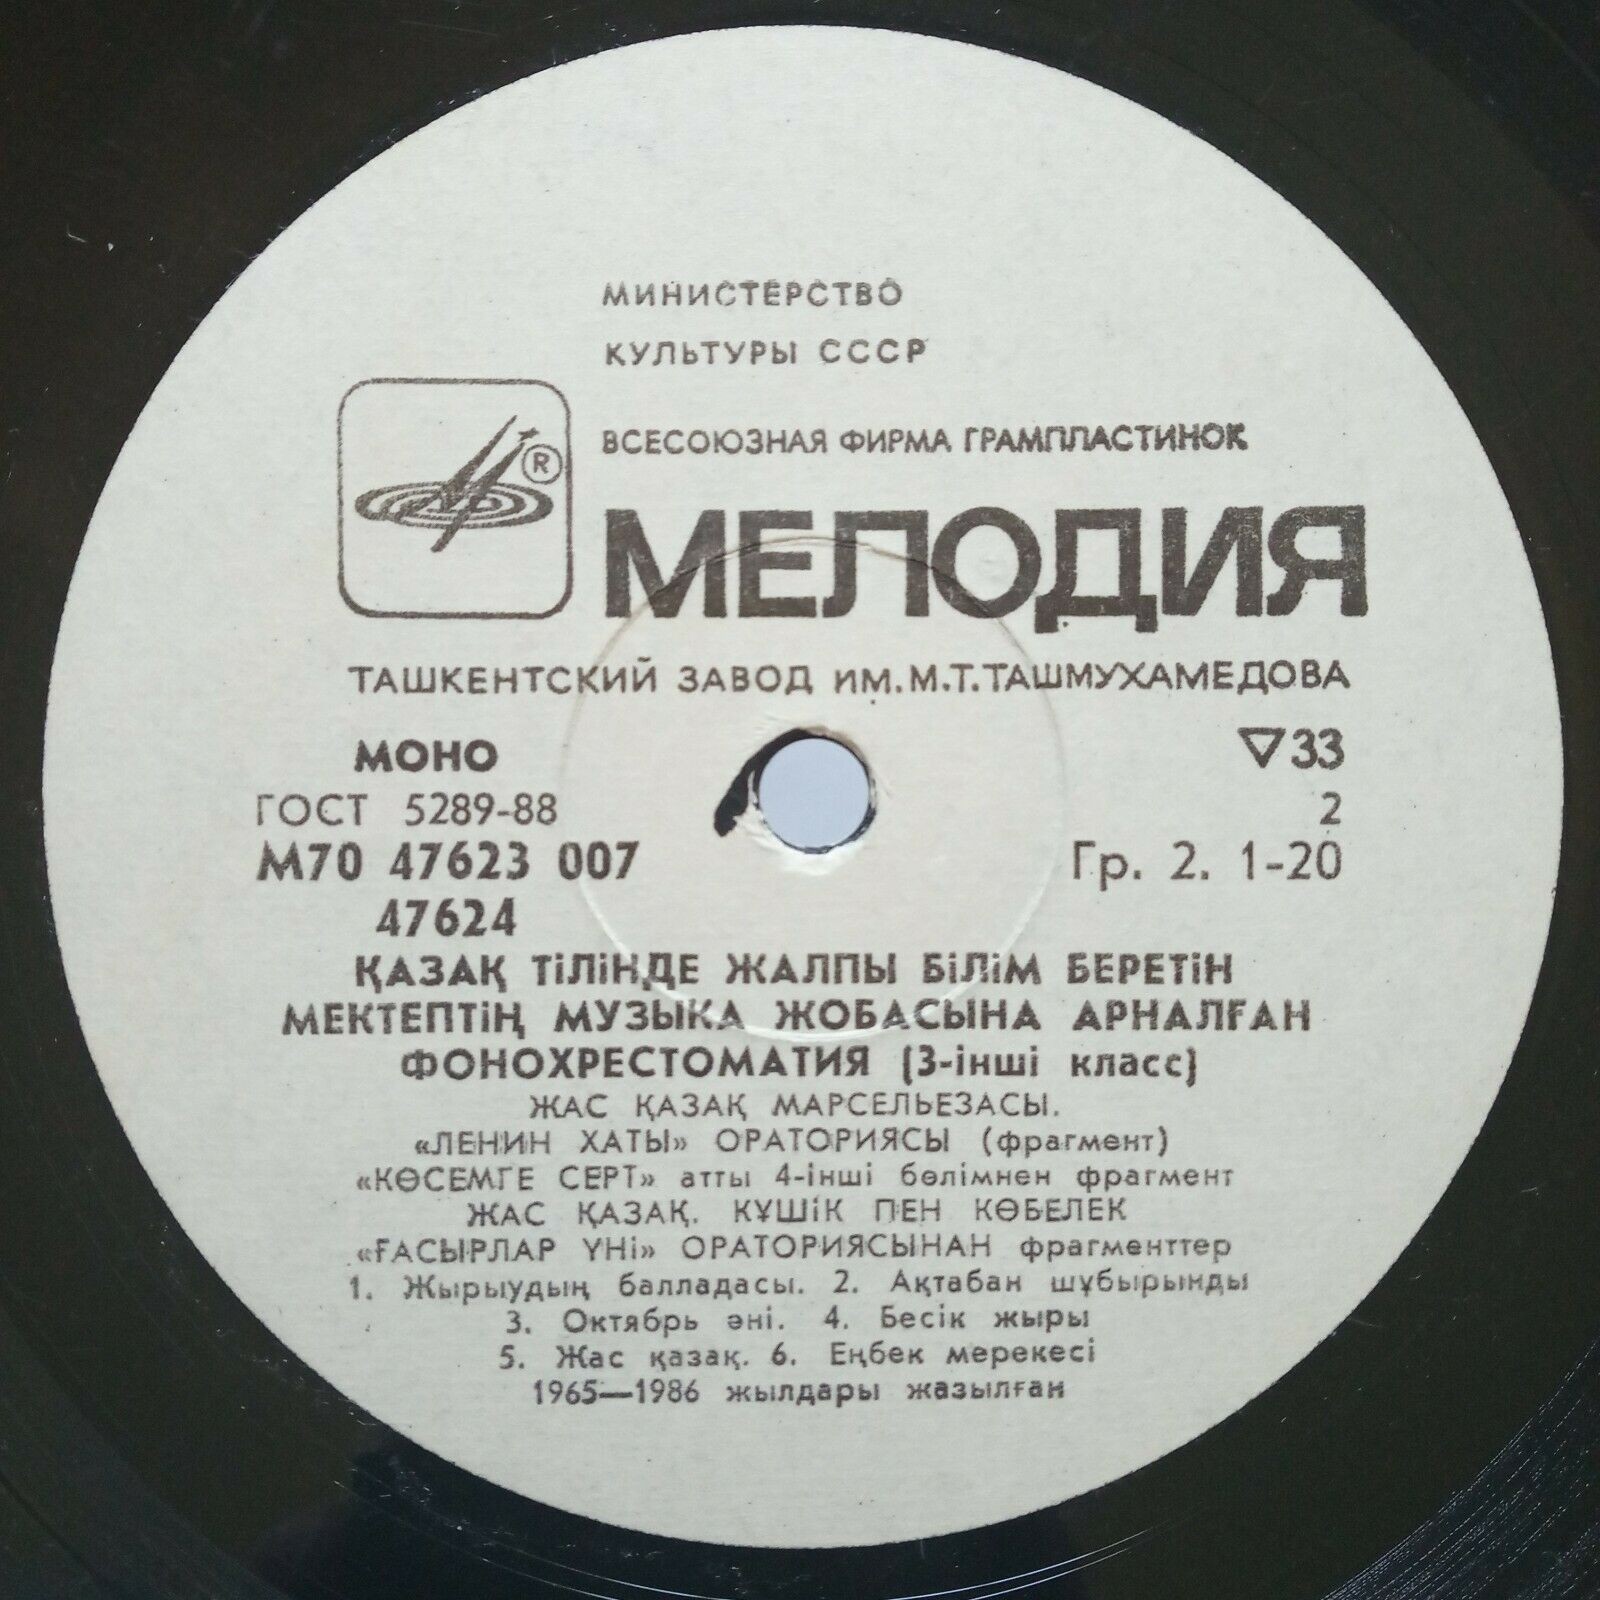 МИНИСТЕРСТВО
КУЛЬТУРЫ СССР
ВСЕСОЮЗНАЯ ФИРМА ГРАМПЛАСТИНОК
®
МЕЛОДИЯ
ТАШКЕНТСКИЙ ЗАВОД ИМ. М.Т. ТАШМУХАМЕДОВА
МОНО ▽33
ГОСТ 5289-88 2
М70 47623 007 Гр. 2. 1-20
47624
ҚАЗАҚ ТіЛіНДЕ ЖАЛПЫ БіЛіМ БЕРЕТіН
МЕКТЕПТіҢ МУЗЫКА ЖОБАСЫНА АРНАЛҒАН
ФОНОХРЕСТОМАТИЯ (3-інші класс)
ЖАС ҚАЗАҚ МАРСЕЛЬЕЗАСЫ.
«ЛЕНИН ХАТЫ» ОРАТОРИЯСЫ (фрагмент)
«КӨСЕМГЕ СЕРТ» атты 4-інші бөлімнен фрагмент
ЖАС ҚАЗАҚ. КҮШіК ПЕН КӨБЕЛЕК
«ҒАСЫРЛАР ҮНі» ОРАТОРИЯСЫНАН фрагменттер
1. Жырыудың балладасы. 2. Ақтабан шұбырынды
3. Октябрь әні. 4. Бесік жыры
5. Жас қазақ. 6. Еңбек мерекесі
1965—1986 жылдары жазылған